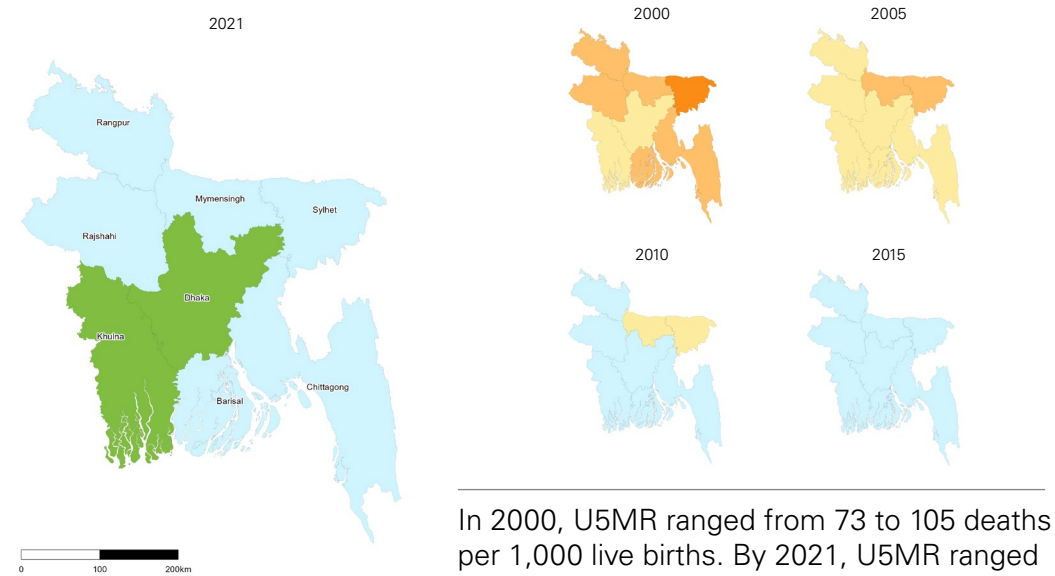 2021
Rangpur
Mymensingh
Sylhet
Rajshahi
Dhaka
Khulna
Chittagong
Barisal
0 100 200km
2000
2005
2010
2015
In 2000, U5MR ranged from 73 to 105 deaths
per 1,000 live births. By 2021, U5MR ranged